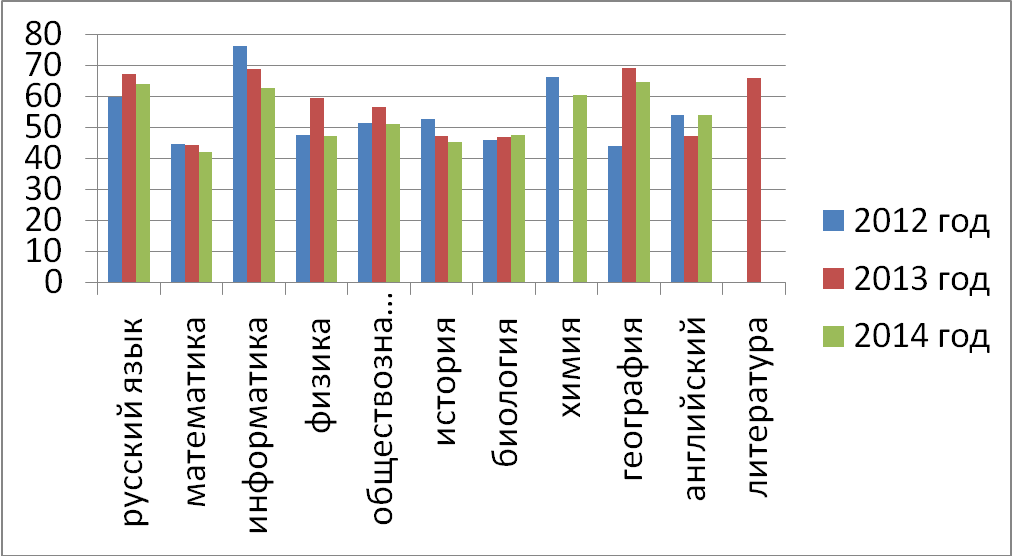 80
70
60
50
40
30
20
10
0
русский язык
математика
информатика
физика
обществозна...
история
биология
химия
география
английский
литература
2012 год
2013 год
2014 год